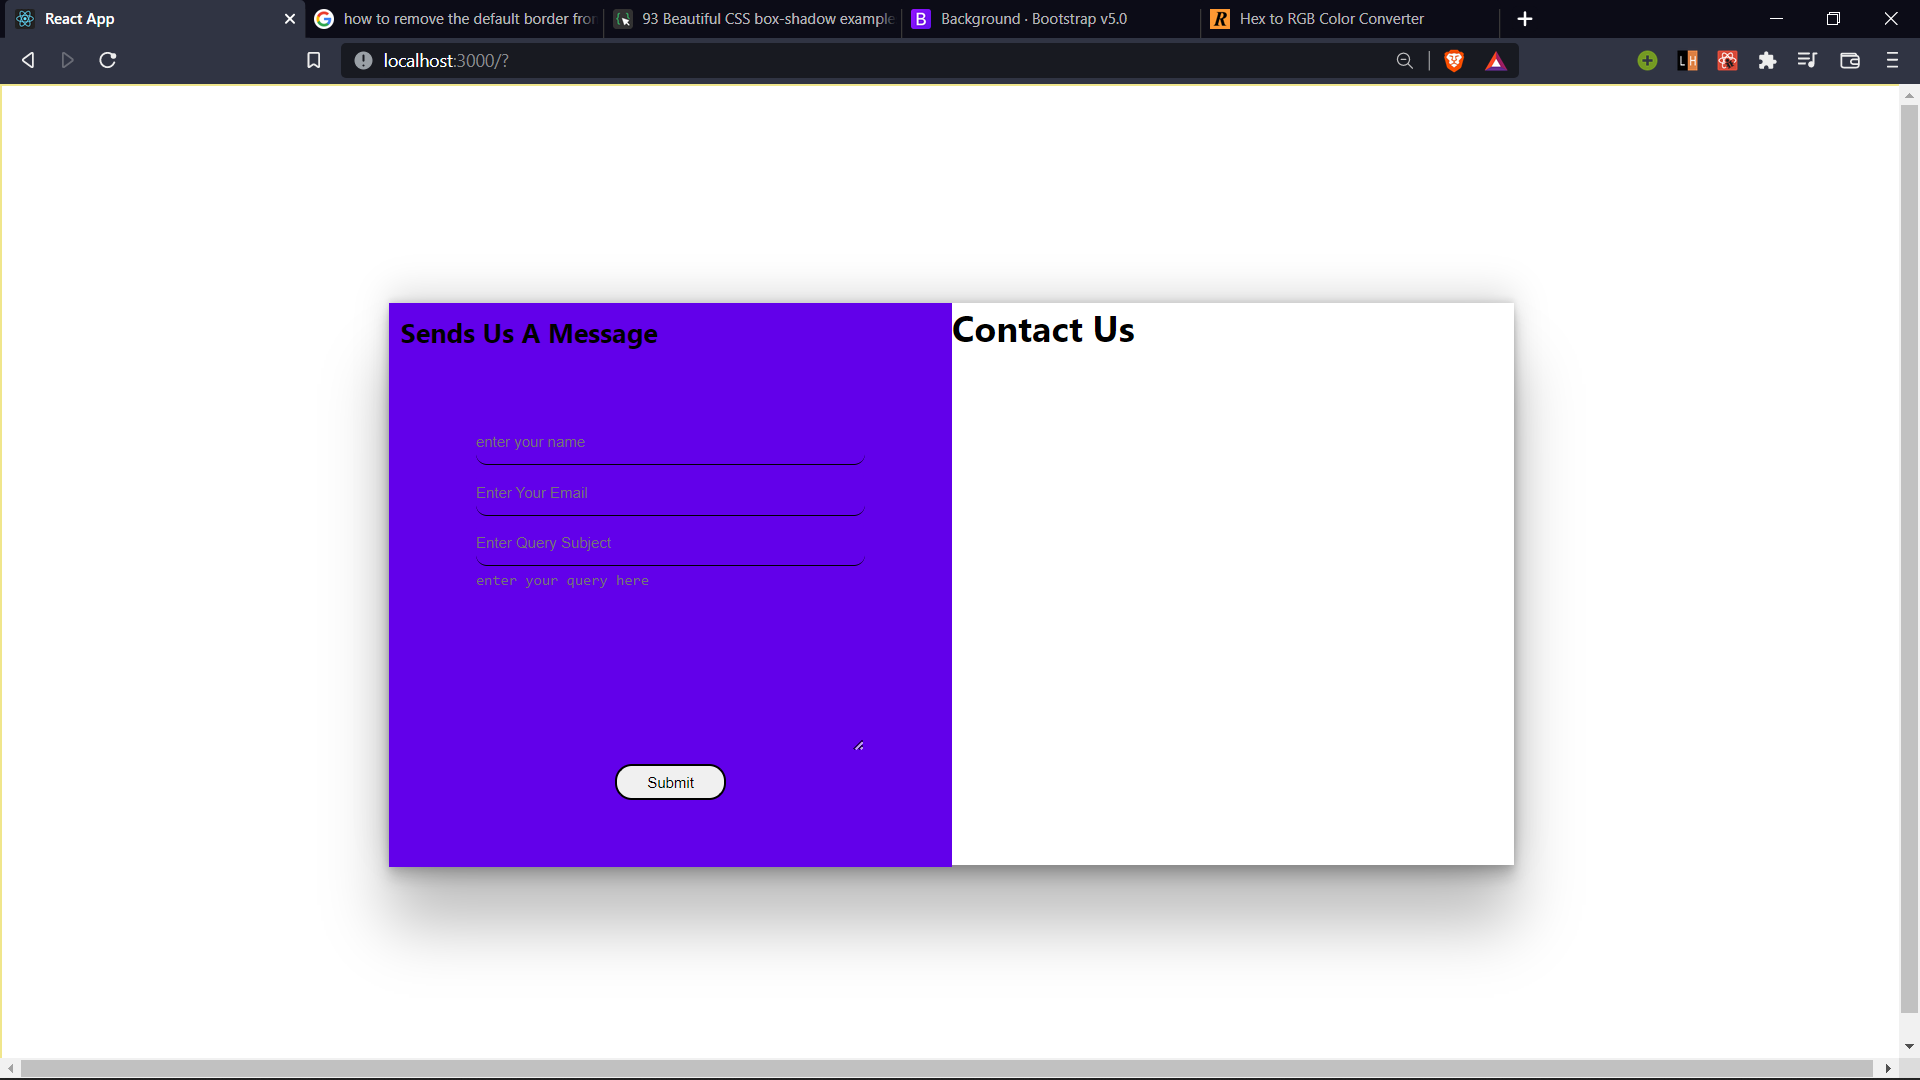 React App
how to remove the default border fron
93 Beautiful CSS box-shadow example
B
Background · Bootstrap v5.0
R
Hex to RGB Color Converter
localhost:3000/?
LH
Sends Us A Message
Contact Us
enter your name
Enter Your Email
Enter Query Subject
enter your query here
Submit